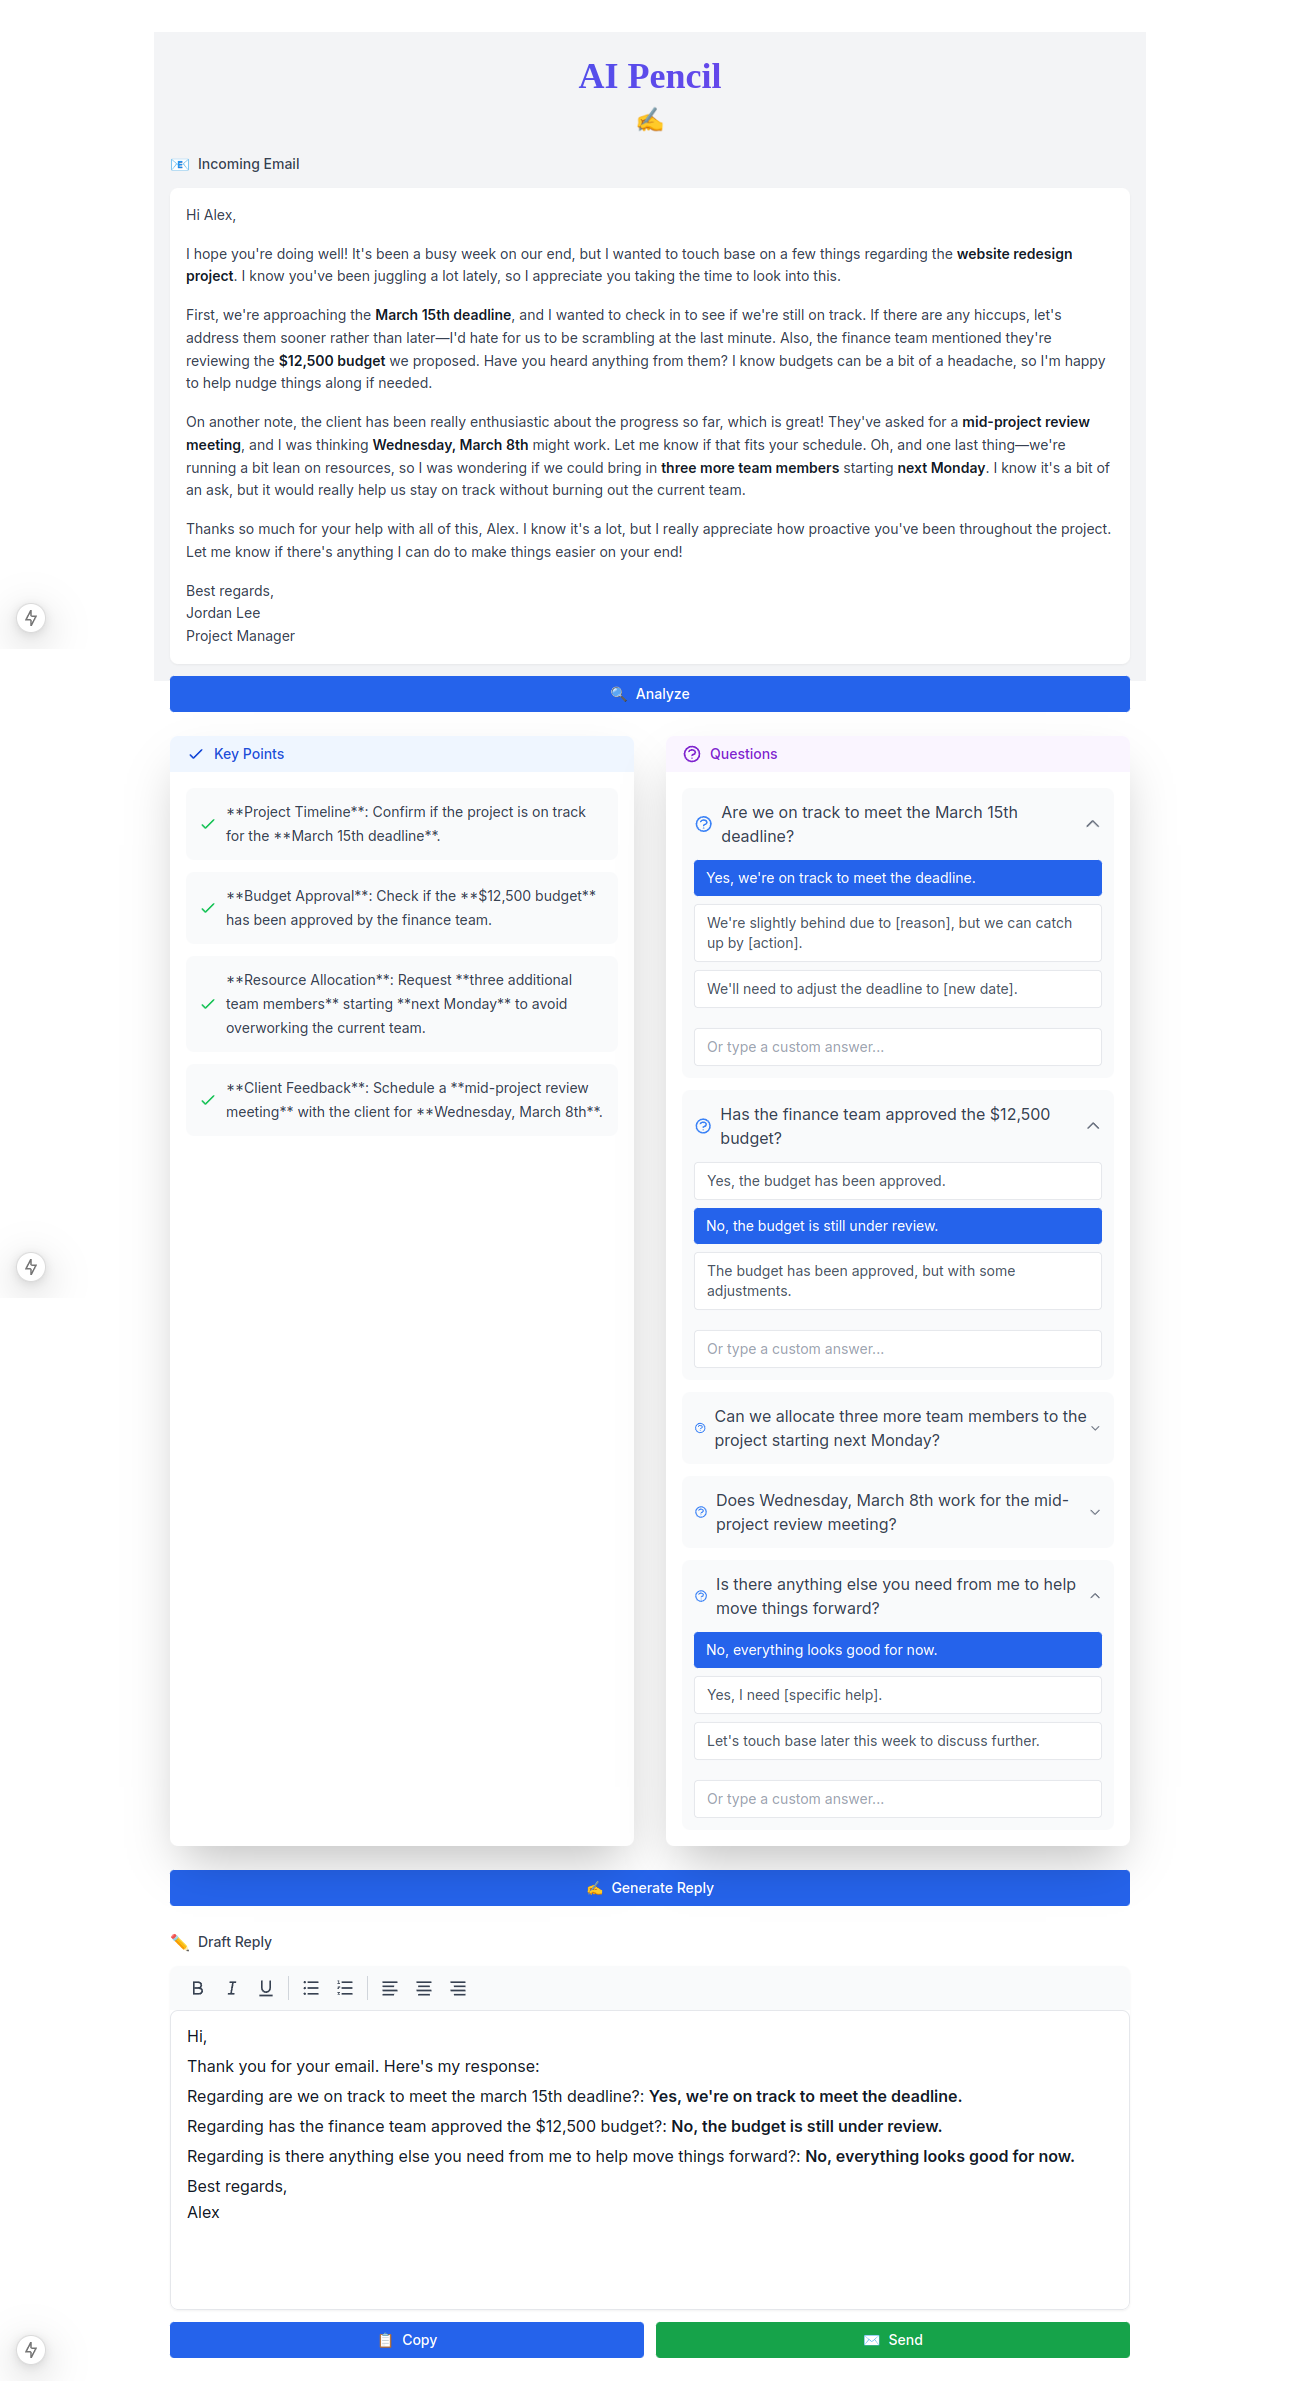 AI Pencil
✍️
📧 Incoming Email
Hi Alex,
I hope you're doing well! It's been a busy week on our end, but I wanted to touch base on a few things regarding the website redesign
project. I know you've been juggling a lot lately, so I appreciate you taking the time to look into this.
First, we're approaching the March 15th deadline, and I wanted to check in to see if we're still on track. If there are any hiccups, let's
address them sooner rather than later—I'd hate for us to be scrambling at the last minute. Also, the finance team mentioned they're
reviewing the $12,500 budget we proposed. Have you heard anything from them? I know budgets can be a bit of a headache, so I'm happy
to help nudge things along if needed.
On another note, the client has been really enthusiastic about the progress so far, which is great! They've asked for a mid-project review
meeting, and I was thinking Wednesday, March 8th might work. Let me know if that fits your schedule. Oh, and one last thing—we're
running a bit lean on resources, so I was wondering if we could bring in three more team members starting next Monday. I know it's a bit of
an ask, but it would really help us stay on track without burning out the current team.
Thanks so much for your help with all of this, Alex. I know it's a lot, but I really appreciate how proactive you've been throughout the project.
Let me know if there's anything I can do to make things easier on your end!
Best regards,
Jordan Lee
Project Manager
🔍 Analyze
Key Points
**Project Timeline**: Confirm if the project is on track
for the **March 15th deadline**.
**Budget Approval**: Check if the **$12,500 budget**
has been approved by the finance team.
**Resource Allocation**: Request **three additional
team members** starting **next Monday** to avoid
overworking the current team.
**Client Feedback**: Schedule a **mid-project review
meeting** with the client for **Wednesday, March 8th**.
Questions
Are we on track to meet the March 15th
deadline?
Yes, we're on track to meet the deadline.
We're slightly behind due to [reason], but we can catch
up by [action].
We'll need to adjust the deadline to [new date].
Or type a custom answer...
Has the finance team approved the $12,500
budget?
Yes, the budget has been approved.
No, the budget is still under review.
The budget has been approved, but with some
adjustments.
Or type a custom answer...
Can we allocate three more team members to the
project starting next Monday?
Does Wednesday, March 8th work for the mid-
project review meeting?
Is there anything else you need from me to help
move things forward?
No, everything looks good for now.
Yes, I need [specific help].
Let's touch base later this week to discuss further.
Or type a custom answer...
✍️ Generate Reply
✏️ Draft Reply
Hi,
Thank you for your email. Here's my response:
Regarding are we on track to meet the march 15th deadline?: Yes, we're on track to meet the deadline.
Regarding has the finance team approved the $12,500 budget?: No, the budget is still under review.
Regarding is there anything else you need from me to help move things forward?: No, everything looks good for now.
Best regards,
Alex
📋 Copy
✉️ Send